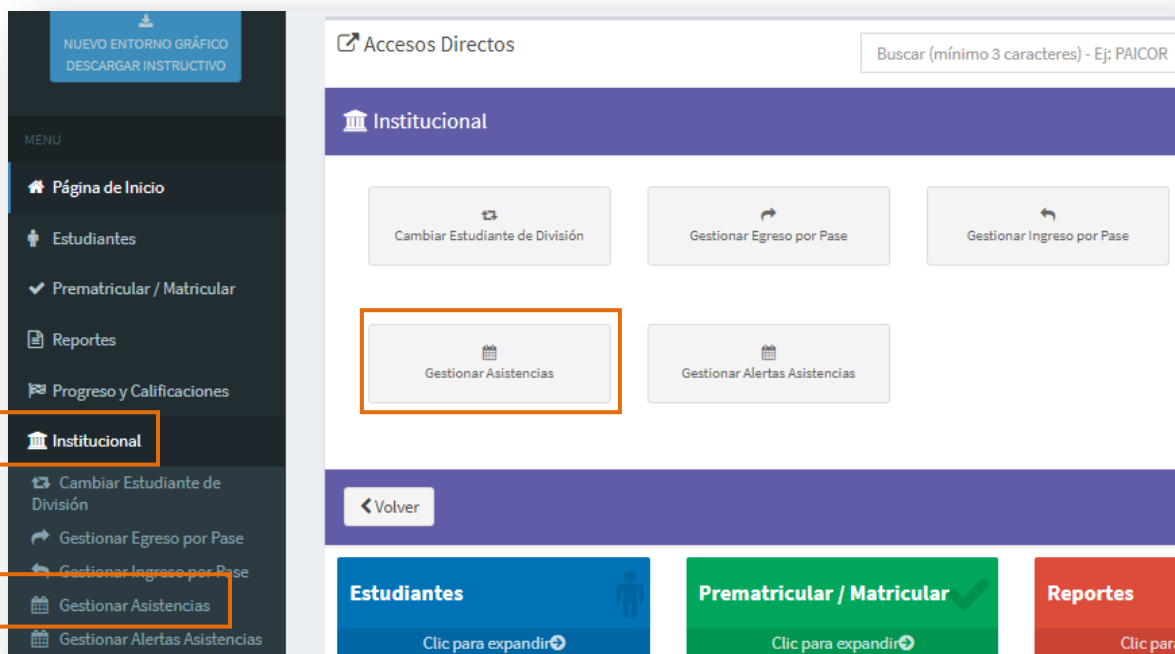 NUEVO ENTORNO GRÁFICO
DESCARGAR INSTRUCTIVO
MENU
Página de Inicio
Estudiantes
Prematricular / Matricular
Reportes
Progreso y Calificaciones
Institucional
Cambiar Estudiante de
División
Gestionar Egreso por Pase
Gestionar Ingreso por Pase
Gestionar Asistencias
Gestionar Alertas Asistencias
Accesos Directos
Buscar (mínimo 3 caracteres) - Ej: PAICOR
Institucional
Cambiar Estudiante de División
Gestionar Egreso por Pase
Gestionar Ingreso por Pase
Gestionar Asistencias
Gestionar Alertas Asistencias
Volver
Estudiantes
Clic para expandir
Prematricular / Matricular
Clic para expandir
Reportes
Clic para